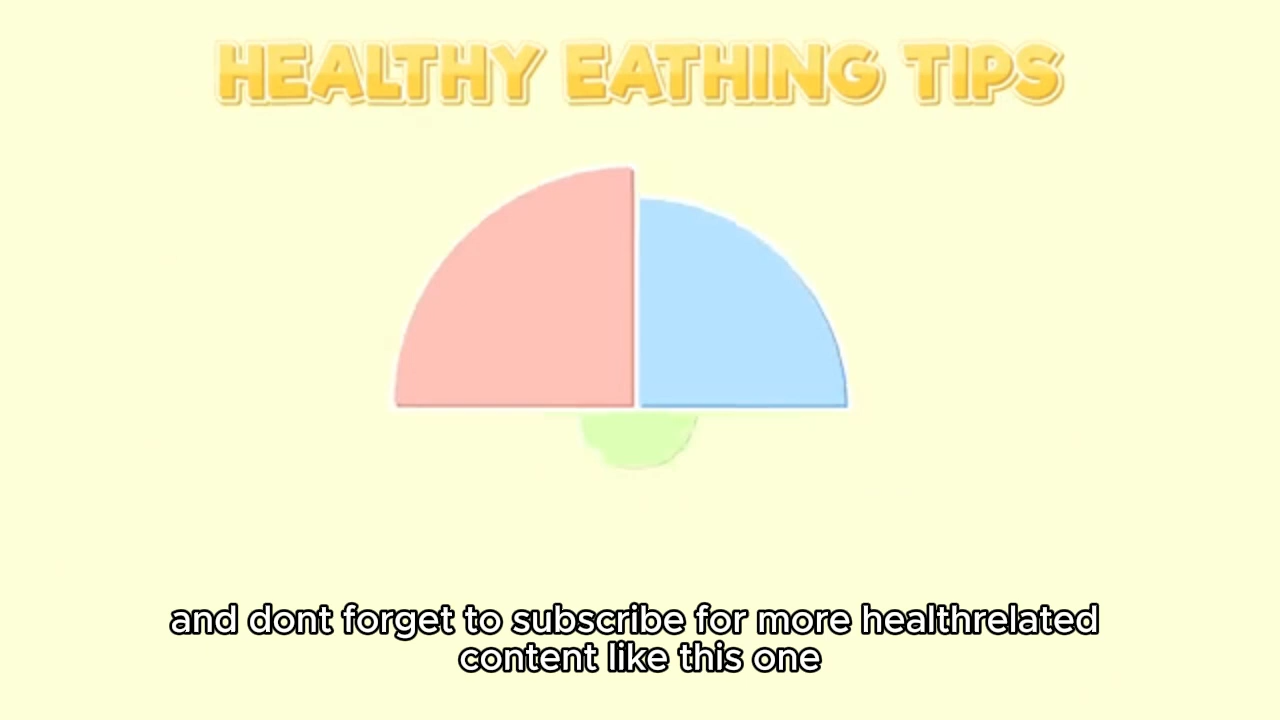 HEALTHY EATHING TIPS
and dont forget to subscribe for more healthrelated
content like this one